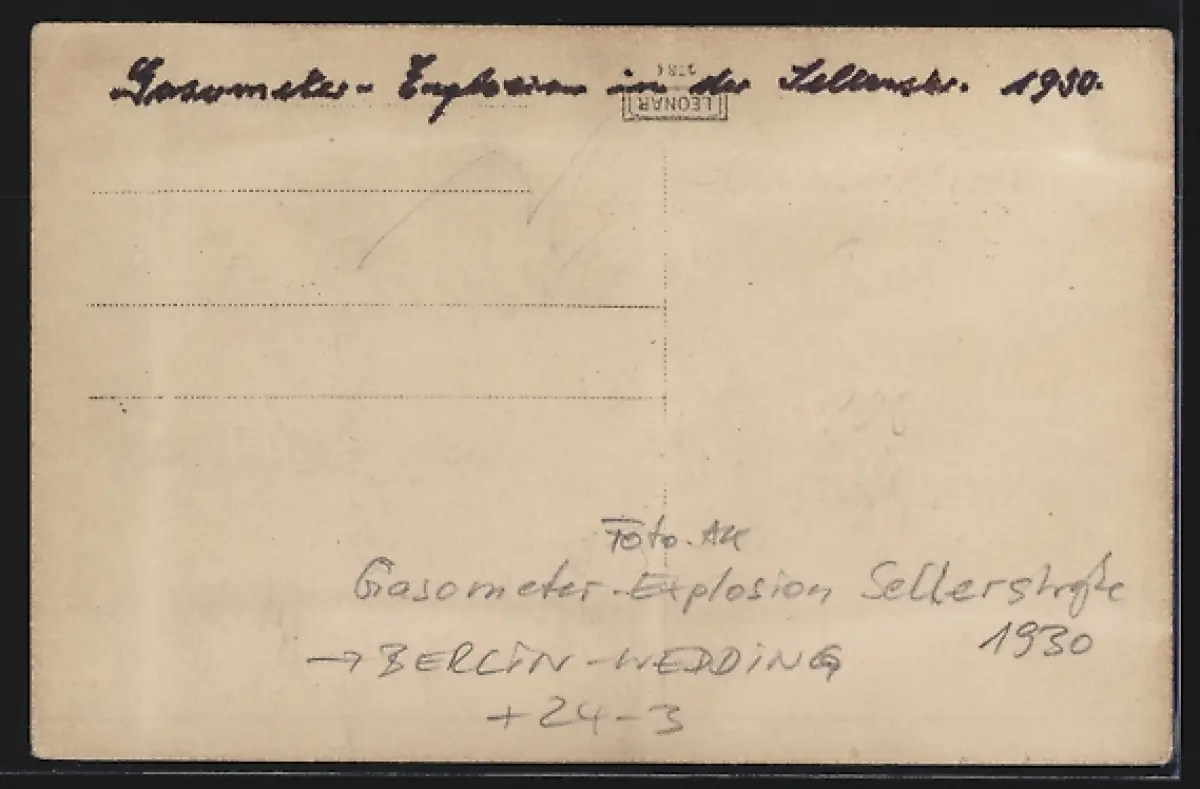 Gasometer- Explosion in der Sellerstr. 1930.
LEONAR
Foto-AK
Gasometer-Explosion Sellerstraße
1930
→ BERLIN-WEDDING
+ 24-3